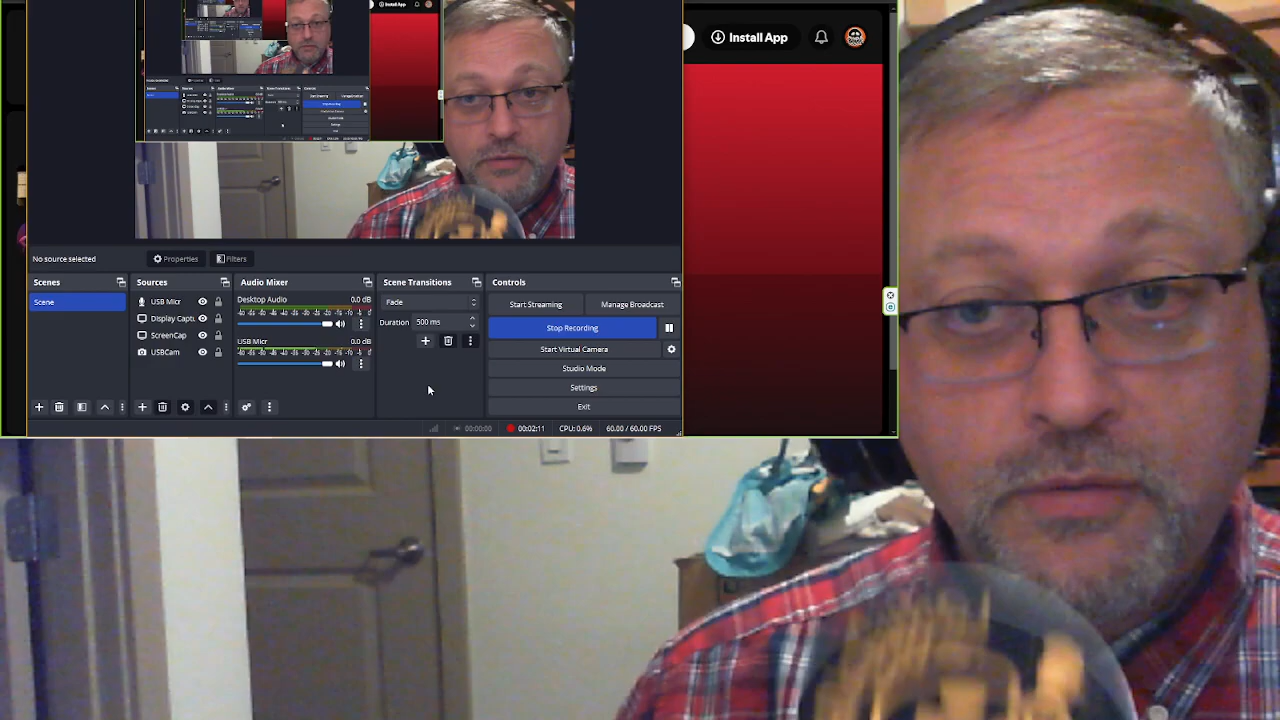 Install App
Install App
No source selected
Properties
Filters
Scenes
Sources
Audio Mixer
Scene Transitions
Controls
Scene
USB Micr
Display Captu
ScreenCap
USBCam
Desktop Audio 0.0 dB
USB Micr 0.0 dB
Fade
Duration 500 ms
Start Streaming
Manage Broadcast
Stop Recording
Start Virtual Camera
Studio Mode
Settings
Exit
00:00:00
00:02:11
CPU: 0.6%
60.00 / 60.00 FPS